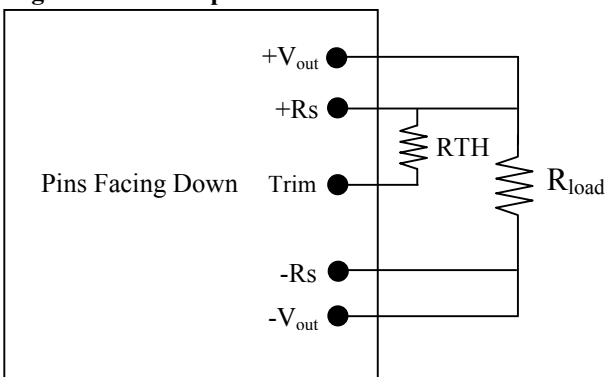 +Vout
+Rs
RTH
Pins Facing Down Trim
Rload
-Rs
-Vout